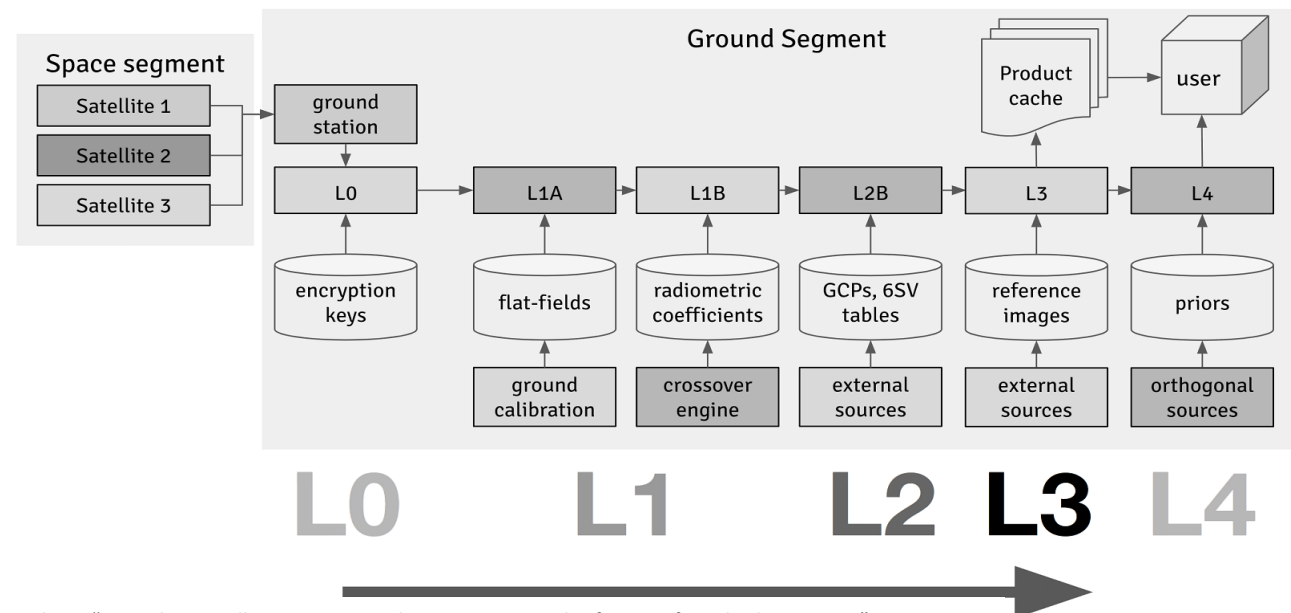 Space segment
Satellite 1
Satellite 2
Satellite 3
Ground Segment
ground
station
Product
cache
user
L0
L1A
L1B
L2B
L3
L4
encryption
keys
flat-fields
radiometric
coefficients
GCPs, 6SV
tables
reference
images
priors
ground
calibration
crossover
engine
external
sources
external
sources
orthogonal
sources
L0
L1
L2
L3
L4